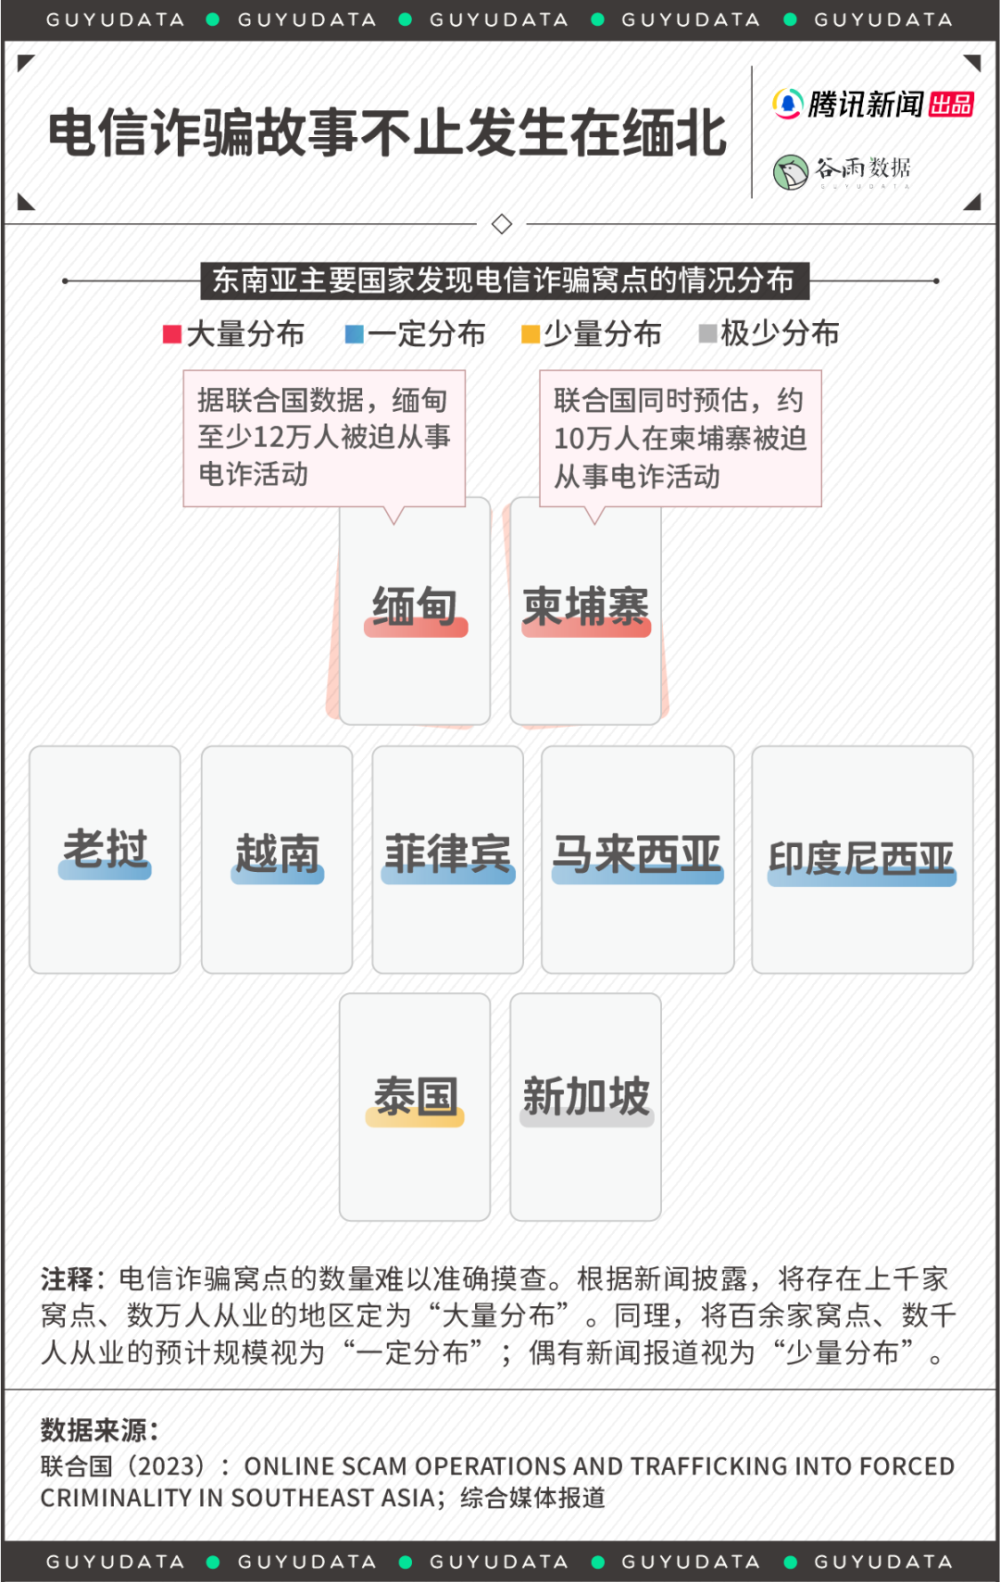 GUYUDATA GUYUDATA GUYUDATA GUYUDATA GUYUDATA
电信诈骗故事不止发生在缅北
腾讯新闻 出品
谷雨数据
GUYUDATA
东南亚主要国家发现电信诈骗窝点的情况分布
大量分布 一定分布 少量分布 极少分布
据联合国数据，缅甸
至少12万人被迫从事
电诈活动
联合国同时预估，约
10万人在柬埔寨被迫
从事电诈活动
缅甸 柬埔寨
老挝 越南 菲律宾 马来西亚 印度尼西亚
泰国 新加坡
注释：电信诈骗窝点的数量难以准确摸查。根据新闻披露，将存在上千家
窝点、数万人从业的地区定为“大量分布”。同理，将百余家窝点、数千
人从业的预计规模视为“一定分布”；偶有新闻报道视为“少量分布”。
数据来源：
联合国（2023）：ONLINE SCAM OPERATIONS AND TRAFFICKING INTO FORCED
CRIMINALITY IN SOUTHEAST ASIA；综合媒体报道
GUYUDATA GUYUDATA GUYUDATA GUYUDATA GUYUDATA